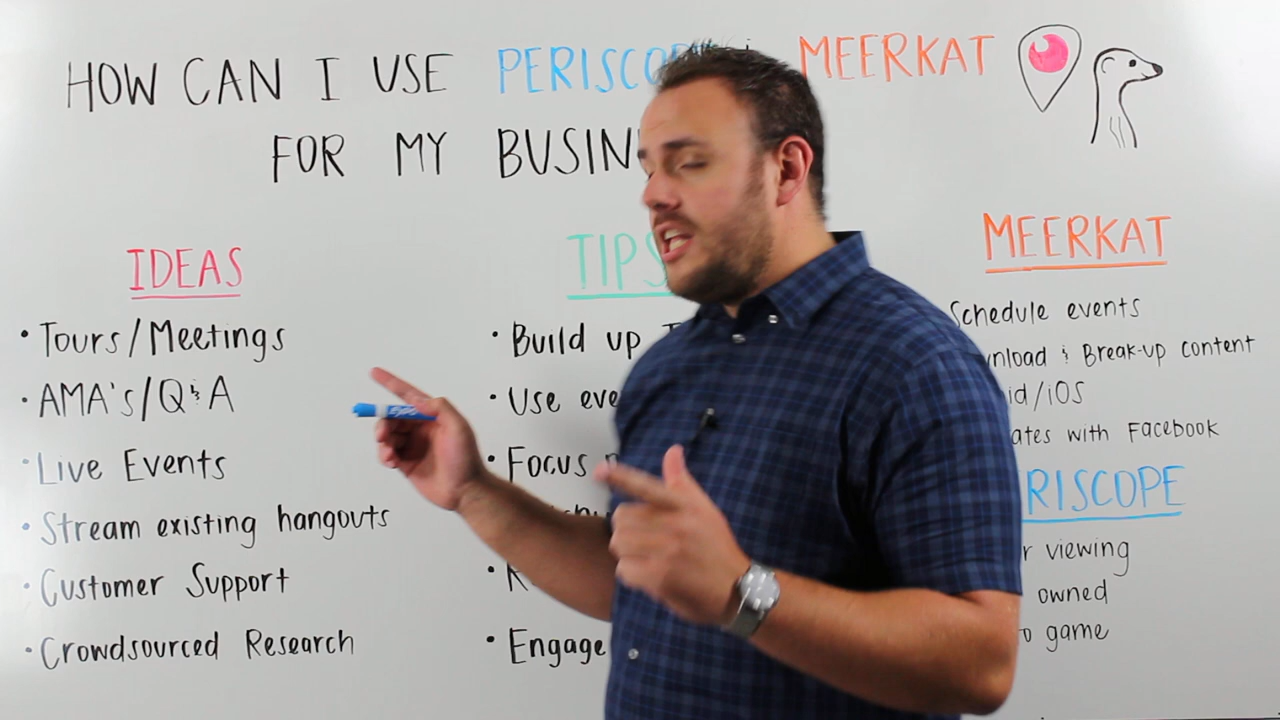 HOW CAN I USE PERISCOPE & MEERKAT
FOR MY BUSIN
IDEAS
• Tours/Meetings
• AMA's/Q&A
• Live Events
• Stream existing hangouts
• Customer Support
• Crowdsourced Research
TIPS
• Build up
• Use eve
• Focus
• Engage
MEERKAT
Schedule events
nload & Break-up content
id/iOS
ates with Facebook
RISCOPE
r viewing
owned
o game